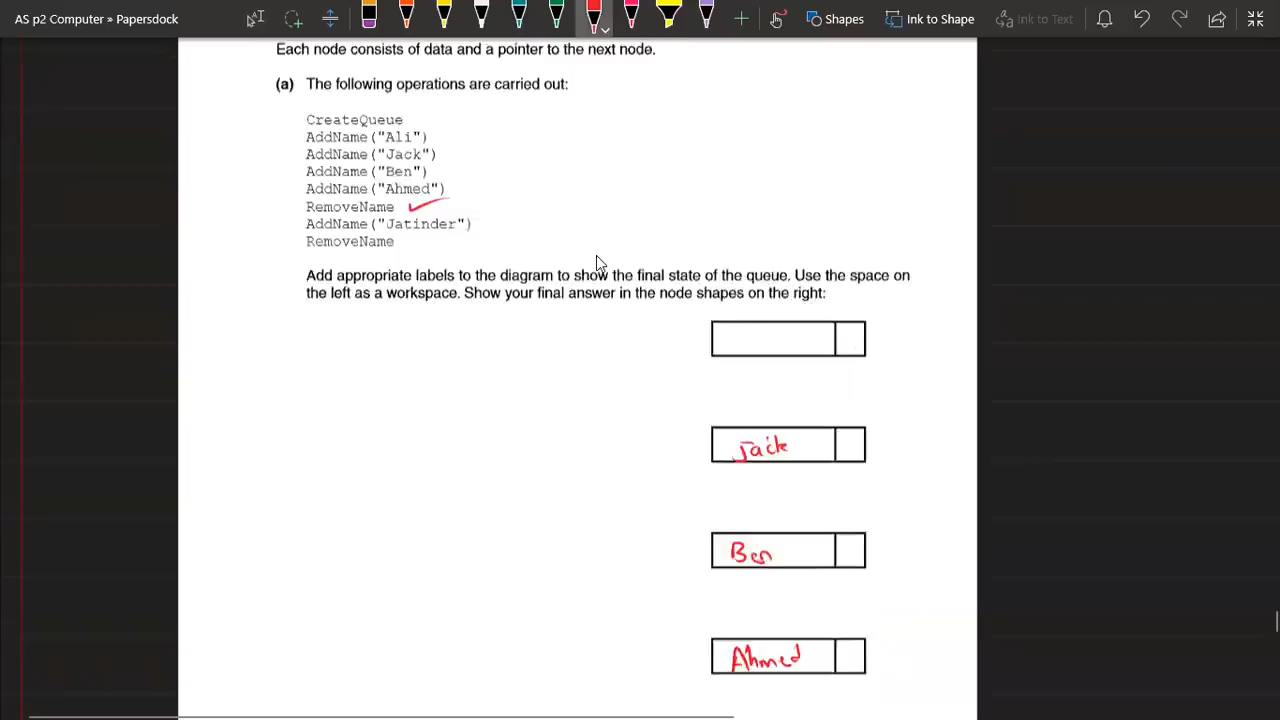 AS p2 Computer » Papersdock
Shapes
Ink to Shape
Ink to Text
Each node consists of data and a pointer to the next node.
(a) The following operations are carried out:
CreateQueue
AddName("Ali")
AddName("Jack")
AddName("Ben")
AddName("Ahmed")
RemoveName
AddName("Jatinder")
RemoveName
Add appropriate labels to the diagram to show the final state of the queue. Use the space on
the left as a workspace. Show your final answer in the node shapes on the right:
Jack
Ben
Ahmed